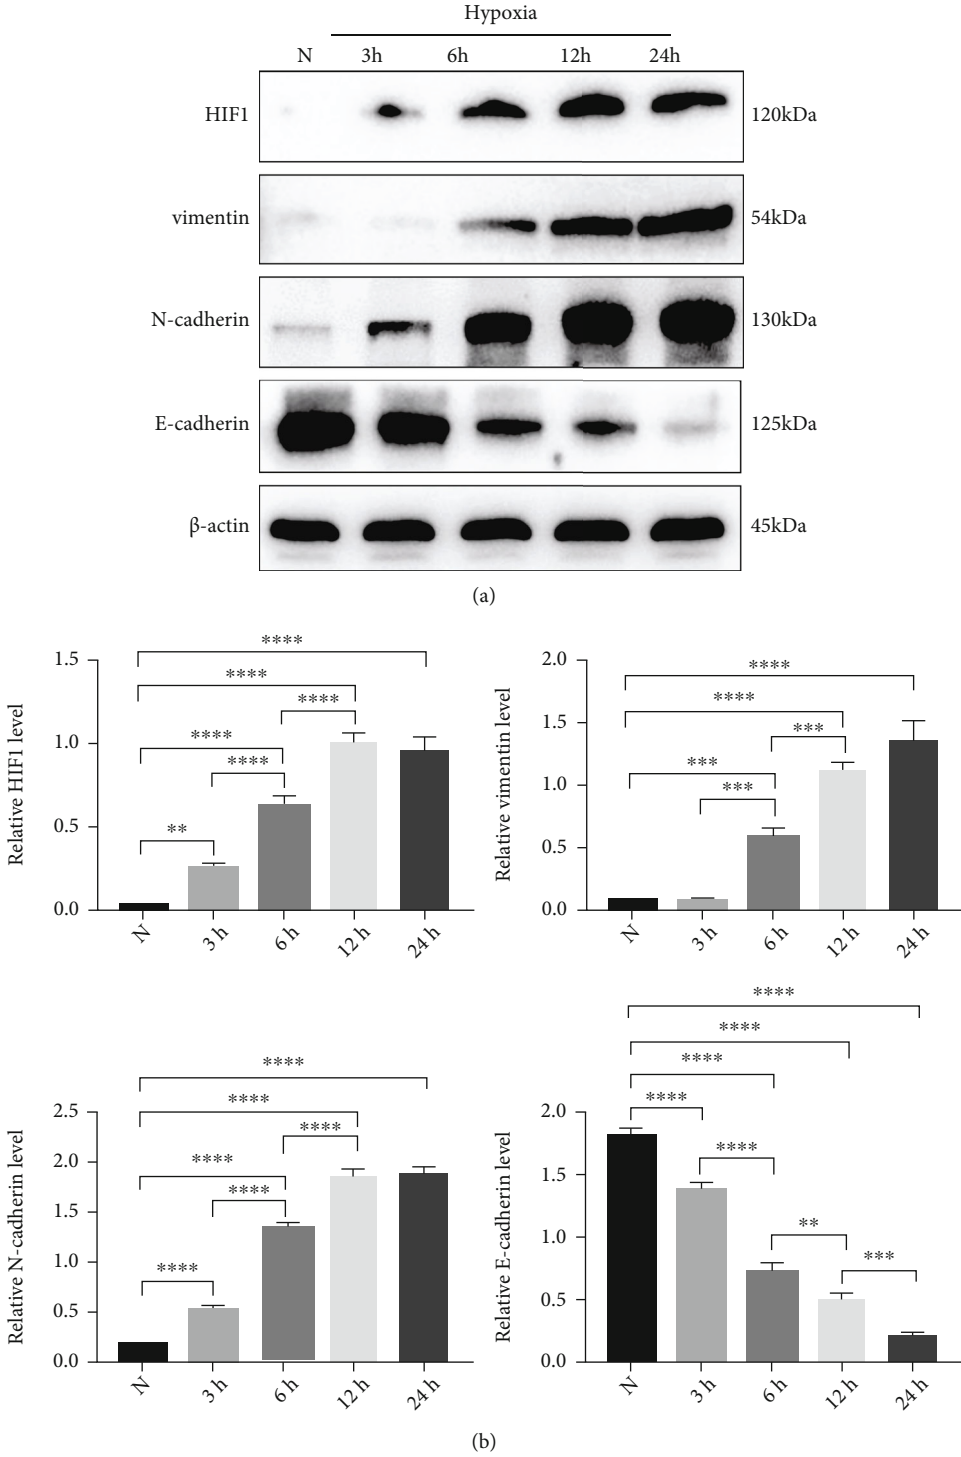 Hypoxia
N 3h 6h 12h 24h
HIF1 120kDa
vimentin 54kDa
N-cadherin 130kDa
E-cadherin 125kDa
β-actin 45kDa
(a)
Relative HIF1 level
1.5
1.0
0.5
0.0
****
****
****
****
****
**
N 3 h 6 h 12 h 24 h
Relative vimentin level
2.0
1.5
1.0
0.5
0.0
****
****
***
***
***
N 3 h 6 h 12 h 24 h
Relative N-cadherin level
2.5
2.0
1.5
1.0
0.5
0.0
****
****
****
****
****
****
N 3 h 6 h 12 h 24 h
Relative E-cadherin level
2.0
1.5
1.0
0.5
0.0
****
****
****
****
****
**
***
N 3 h 6 h 12 h 24 h
(b)